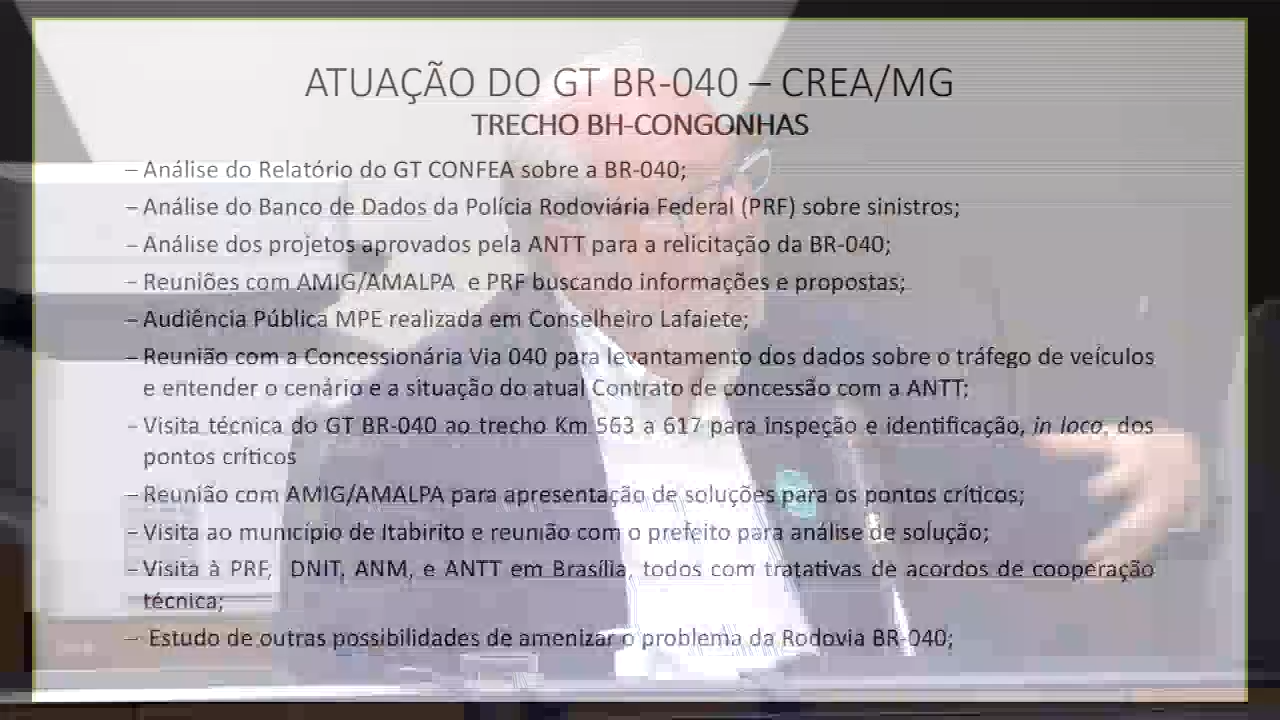 ATUAÇÃO DO GT BR-040 – CREA/MG
TRECHO BH-CONGONHAS
– Análise do Relatório do GT CONFEA sobre a BR-040;
– Análise do Banco de Dados da Polícia Rodoviária Federal (PRF) sobre sinistros;
– Análise dos projetos aprovados pela ANTT para a relicitação da BR-040;
– Reuniões com AMIG/AMALPA e PRF buscando informações e propostas;
– Audiência Pública MPE realizada em Conselheiro Lafaiete;
– Reunião com a Concessionária Via 040 para levantamento dos dados sobre o tráfego de veículos
e entender o cenário e a situação do atual Contrato de concessão com a ANTT;
– Visita técnica do GT BR-040 ao trecho Km 563 a 617 para inspeção e identificação, in loco, dos
pontos críticos
– Reunião com AMIG/AMALPA para apresentação de soluções para os pontos críticos;
– Visita ao município de Itabirito e reunião com o prefeito para análise de solução;
– Visita à PRF, DNIT, ANM, e ANTT em Brasília, todos com tratativas de acordos de cooperação
técnica;
– Estudo de outras possibilidades de amenizar o problema da Rodovia BR-040;